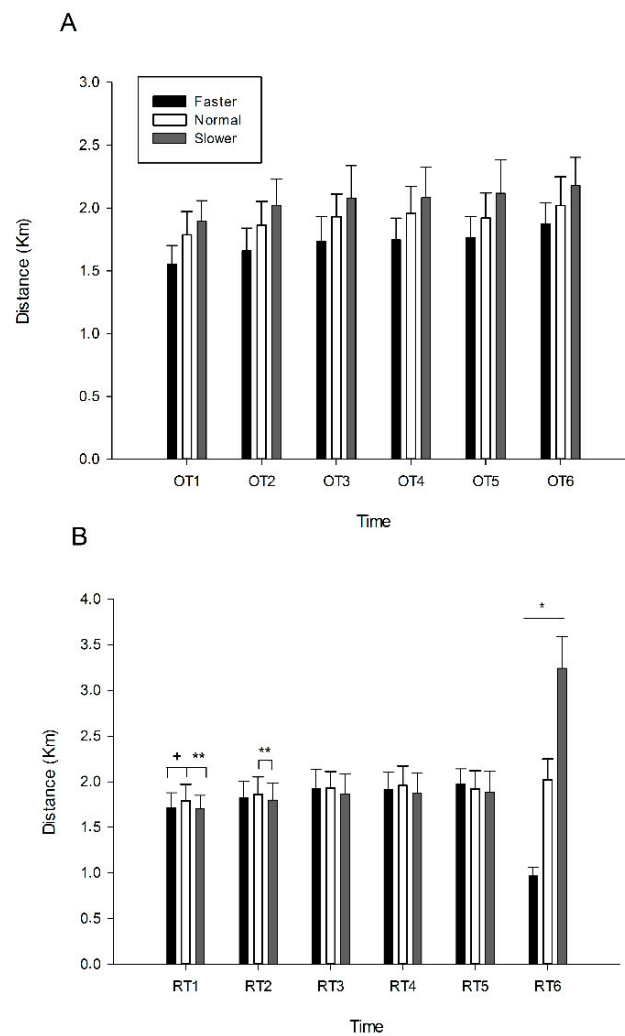 A
3.0
Faster
Normal
Slower
2.5
2.0
1.5
1.0
0.5
0.0
Distance (Km)
OT1 OT2 OT3 OT4 OT5 OT6
Time
B
4.0
*
3.5
3.0
2.5
+ ** **
2.0
1.5
1.0
0.5
0.0
Distance (Km)
RT1 RT2 RT3 RT4 RT5 RT6
Time